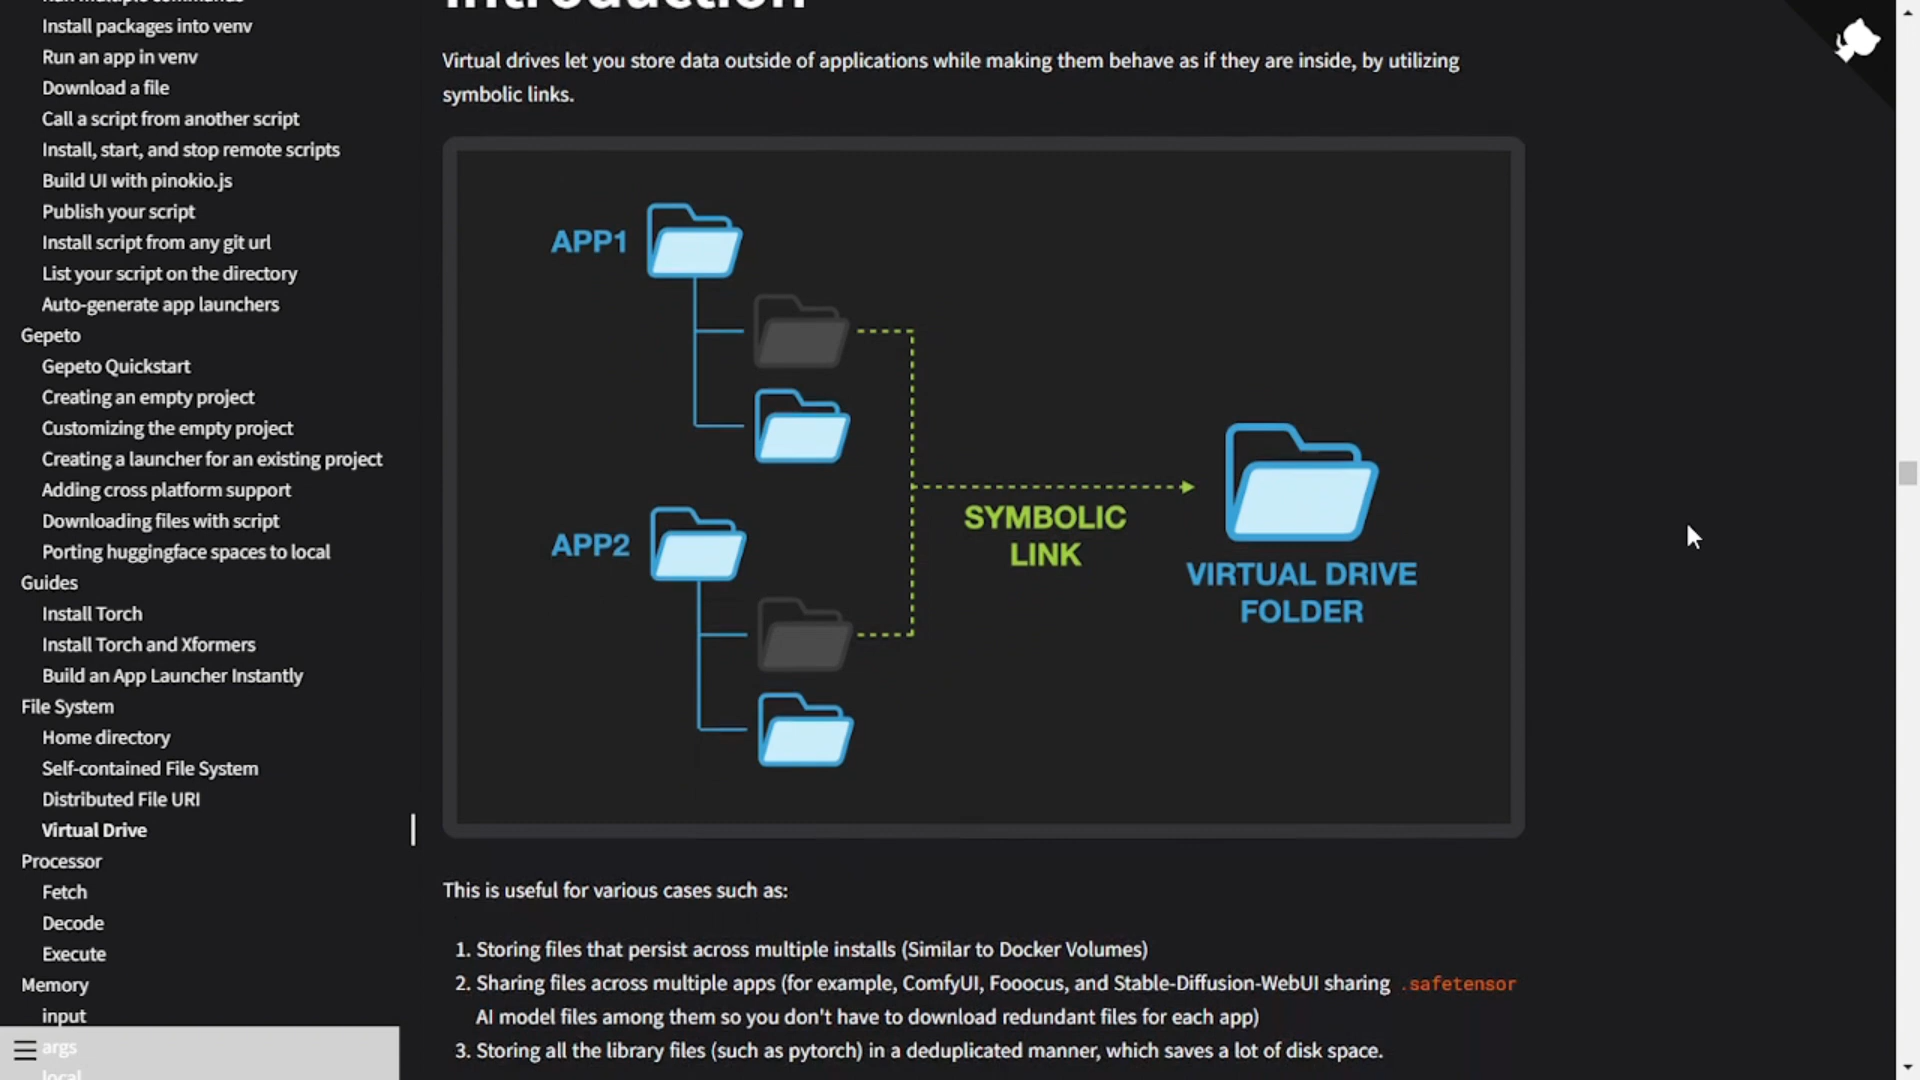 Install packages into venv
Run an app in venv
Download a file
Call a script from another script
Install, start, and stop remote scripts
Build UI with pinokio.js
Publish your script
Install script from any git url
List your script on the directory
Auto-generate app launchers
Gepeto
Gepeto Quickstart
Creating an empty project
Customizing the empty project
Creating a launcher for an existing project
Adding cross platform support
Downloading files with script
Porting huggingface spaces to local
Guides
Install Torch
Install Torch and Xformers
Build an App Launcher Instantly
File System
Home directory
Self-contained File System
Distributed File URI
Virtual Drive
Processor
Fetch
Decode
Execute
Memory
input
args
local
Introduction
Virtual drives let you store data outside of applications while making them behave as if they are inside, by utilizing
symbolic links.
APP1
APP2
SYMBOLIC
LINK
VIRTUAL DRIVE
FOLDER
This is useful for various cases such as:
1. Storing files that persist across multiple installs (Similar to Docker Volumes)
2. Sharing files across multiple apps (for example, ComfyUI, Fooocus, and Stable-Diffusion-WebUI sharing .safetensor
AI model files among them so you don't have to download redundant files for each app)
3. Storing all the library files (such as pytorch) in a deduplicated manner, which saves a lot of disk space.